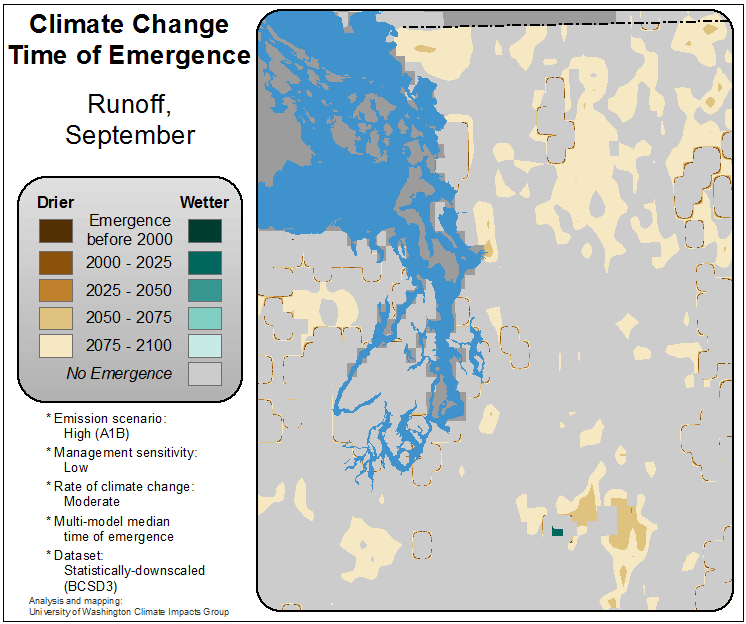 Climate Change
Time of Emergence
Runoff,
September
Drier Wetter
Emergence
before 2000
2000 - 2025
2025 - 2050
2050 - 2075
2075 - 2100
No Emergence
* Emission scenario:
High (A1B)
* Management sensitivity:
Low
* Rate of climate change:
Moderate
* Multi-model median
time of emergence
* Dataset:
Statistically-downscaled
(BCSD3)
Analysis and mapping:
University of Washington Climate Impacts Group